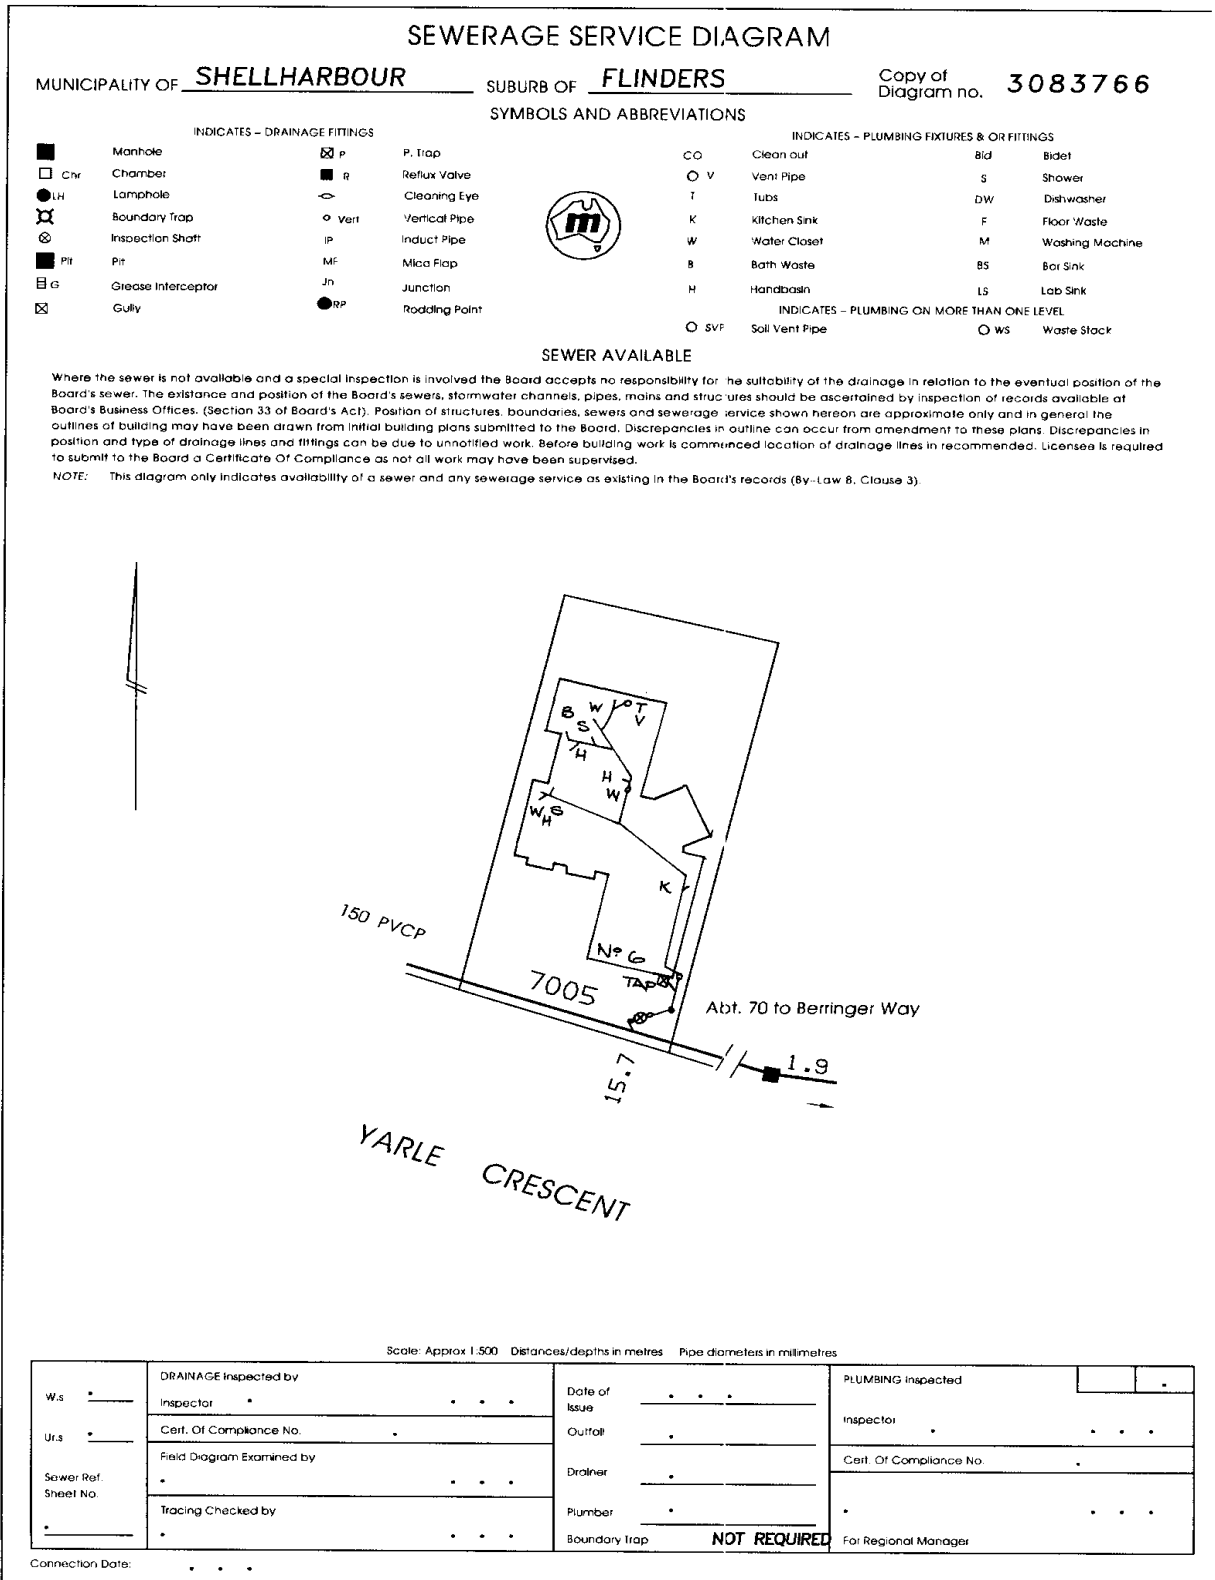 SEWERAGE SERVICE DIAGRAM
MUNICIPALITY OF SHELLHARBOUR SUBURB OF FLINDERS Copy of Diagram no. 3083766
SYMBOLS AND ABBREVIATIONS
INDICATES – DRAINAGE FITTINGS
Manhole
Chr Chamber
LH Lamphole
Boundary Trap
Inspection Shaft
Pit Pit
G Grease Interceptor
Gully
P P. Trap
R Reflux Valve
Cleaning Eye
Vert Vertical Pipe
IP Induct Pipe
MF Mica Flap
Jn Junction
RP Rodding Point
m
INDICATES – PLUMBING FIXTURES & OR FITTINGS
CO Clean out
V Vent Pipe
T Tubs
K Kitchen Sink
W Water Closet
B Bath Waste
H Handbasin
Bid Bidet
S Shower
DW Dishwasher
F Floor Waste
M Washing Machine
BS Bar Sink
LS Lab Sink
INDICATES – PLUMBING ON MORE THAN ONE LEVEL
SVP Soil Vent Pipe
WS Waste Stack
SEWER AVAILABLE
Where the sewer is not available and a special inspection is involved the Board accepts no responsibility for the suitability of the drainage in relation to the eventual position of the
Board's sewer. The existance and position of the Board's sewers, stormwater channels, pipes, mains and structures should be ascertained by inspection of records available at
Board's Business Offices. (Section 33 of Board's Act). Position of structures, boundaries, sewers and sewerage service shown hereon are approximate only and in general the
outlines of building may have been drawn from initial building plans submitted to the Board. Discrepancies in outline can occur from amendment to these plans. Discrepancies in
position and type of drainage lines and fittings can be due to unnotified work. Before building work is commenced location of drainage lines in recommended. Licensee is required
to submit to the Board a Certificate Of Compliance as not all work may have been supervised.
NOTE: This diagram only indicates availability of a sewer and any sewerage service as existing in the Board's records (By–Law 8, Clause 3).
B W T
S V
H
H
W
W S
H
K
150 PVCP
Nº 6
TAP
7005
Abt. 70 to Berringer Way
15.7
1.9
YARLE CRESCENT
Scale: Approx 1:500 Distances/depths in metres Pipe diameters in millimetres
W.s
Ur.s
Sewer Ref.
Sheet No.
DRAINAGE Inspected by
Inspector
Cert. Of Compliance No.
Field Diagram Examined by
Tracing Checked by
Date of
Issue
Outfall
Drainer
Plumber
Boundary Trap NOT REQUIRED
PLUMBING Inspected
Inspector
Cert. Of Compliance No.
For Regional Manager
Connection Date: